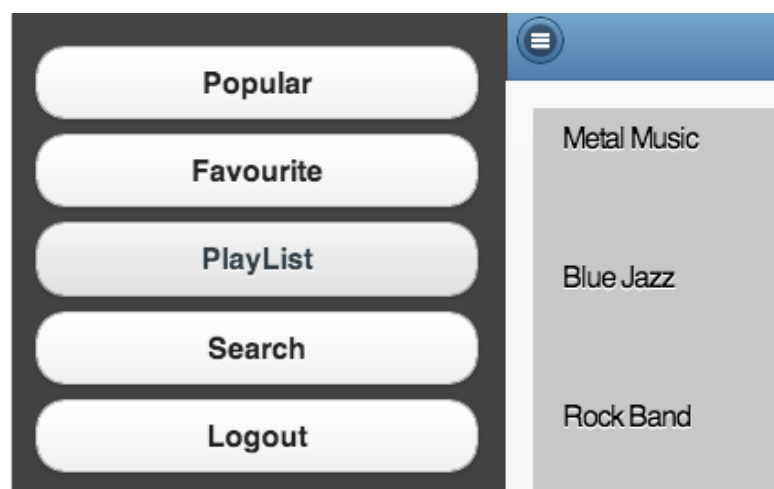 Popular
Favourite
PlayList
Search
Logout
Metal Music
Blue Jazz
Rock Band